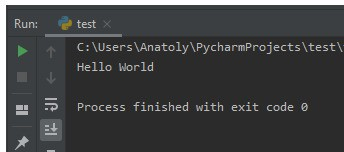 Run: test
C:\Users\Anatoly\PycharmProjects\test\
Hello World
Process finished with exit code 0